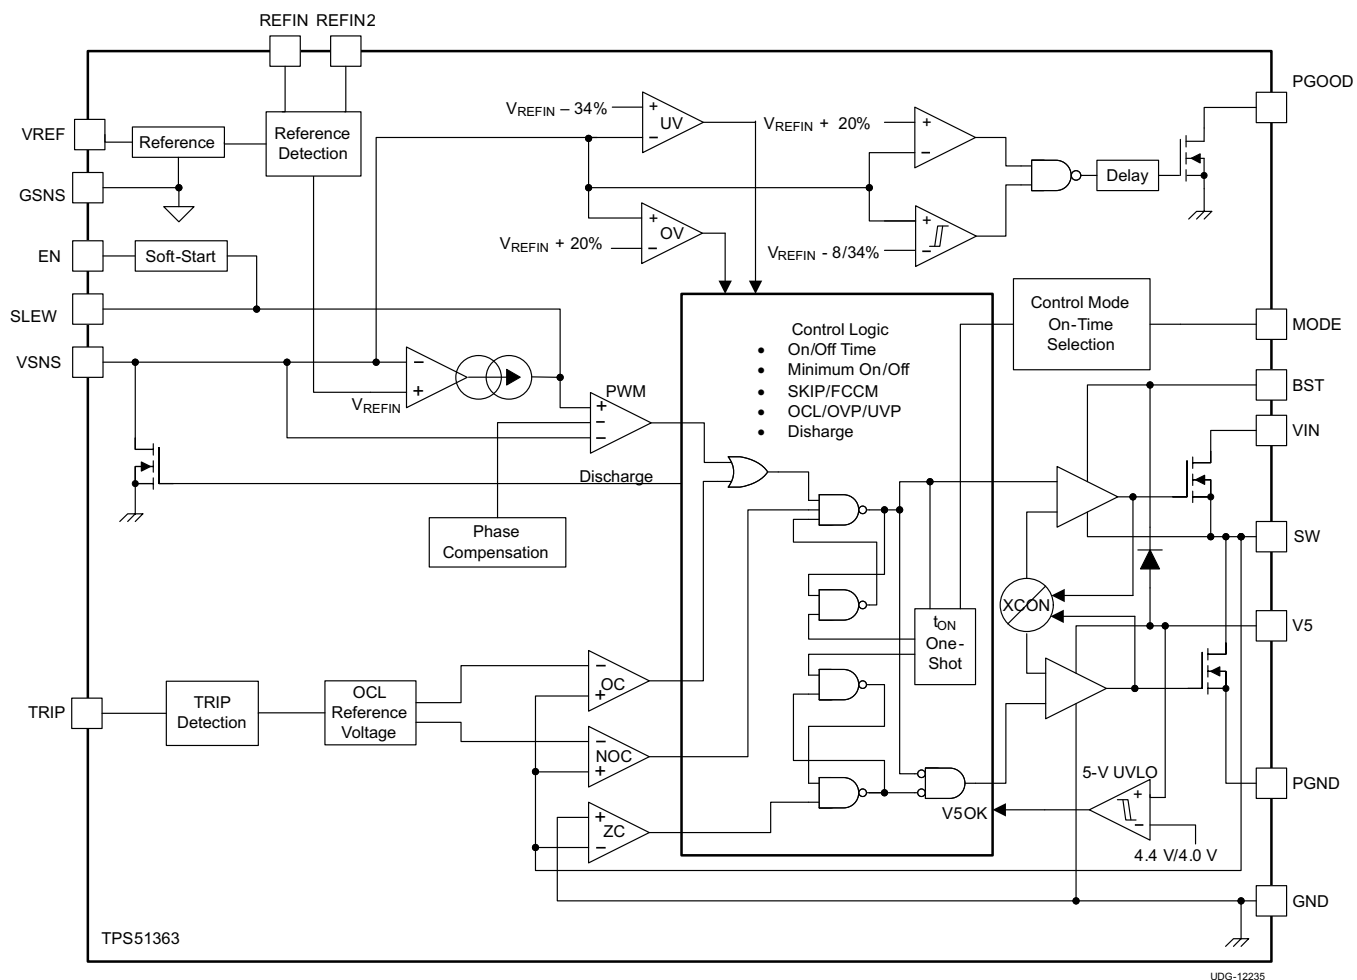 REFIN REFIN2
PGOOD
VREF
Reference
Reference
Detection
VREFIN – 34%
+
–
UV
VREFIN + 20%
+
–
Delay
GSNS
EN
Soft-Start
VREFIN + 20%
+
–
OV
+
–
VREFIN - 8/34%
SLEW
VSNS
–
+
VREFIN
PWM
+
–
–
Control Logic
• On/Off Time
• Minimum On/Off
• SKIP/FCCM
• OCL/OVP/UVP
• Disharge
Control Mode
On-Time
Selection
MODE
BST
VIN
Discharge
Phase
Compensation
SW
XCON
tON
One-
Shot
V5
TRIP
TRIP
Detection
OCL
Reference
Voltage
–
+
OC
–
+
NOC
+
–
ZC
5-V UVLO
+
–
V5OK
4.4 V/4.0 V
PGND
GND
TPS51363
UDG-12235